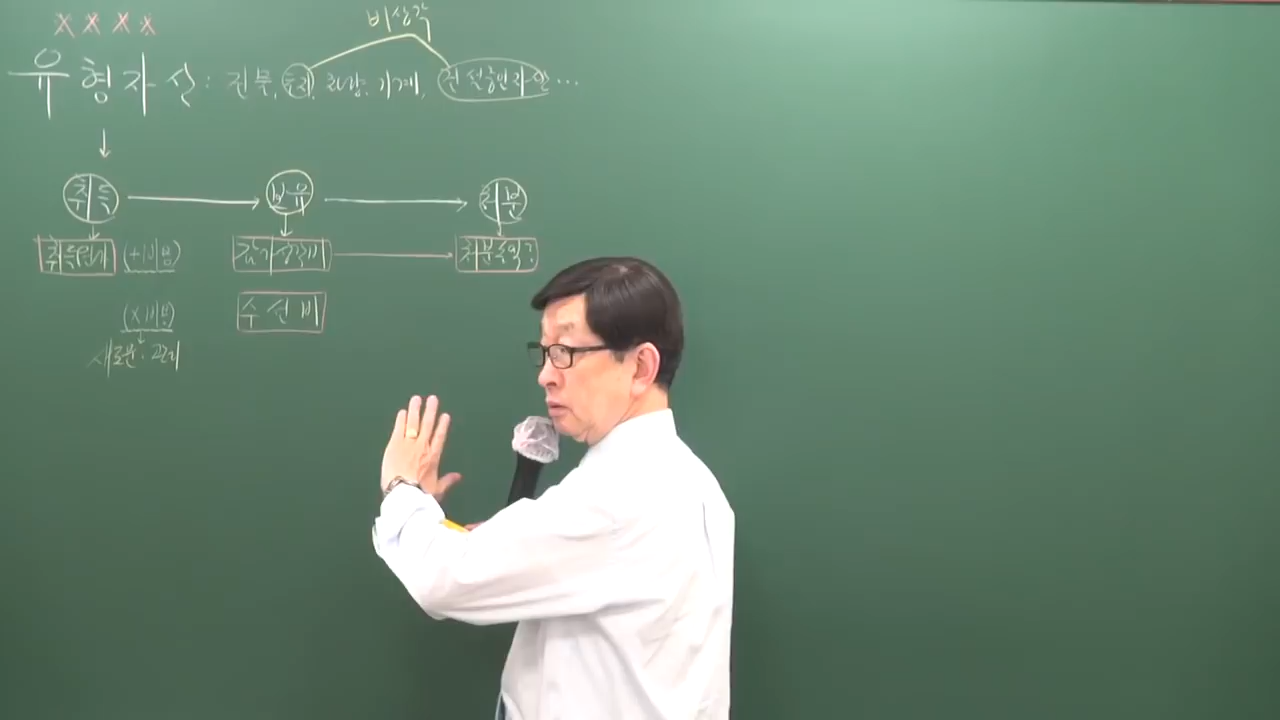 비상각
유형자산: 건물, 토지, 차량, 기계, 건설중인자산 ...
취득 보유 처분
취득원가 (+비용) 감가상각비 처분손익?
(x비용) 수선비
새로운: 관리